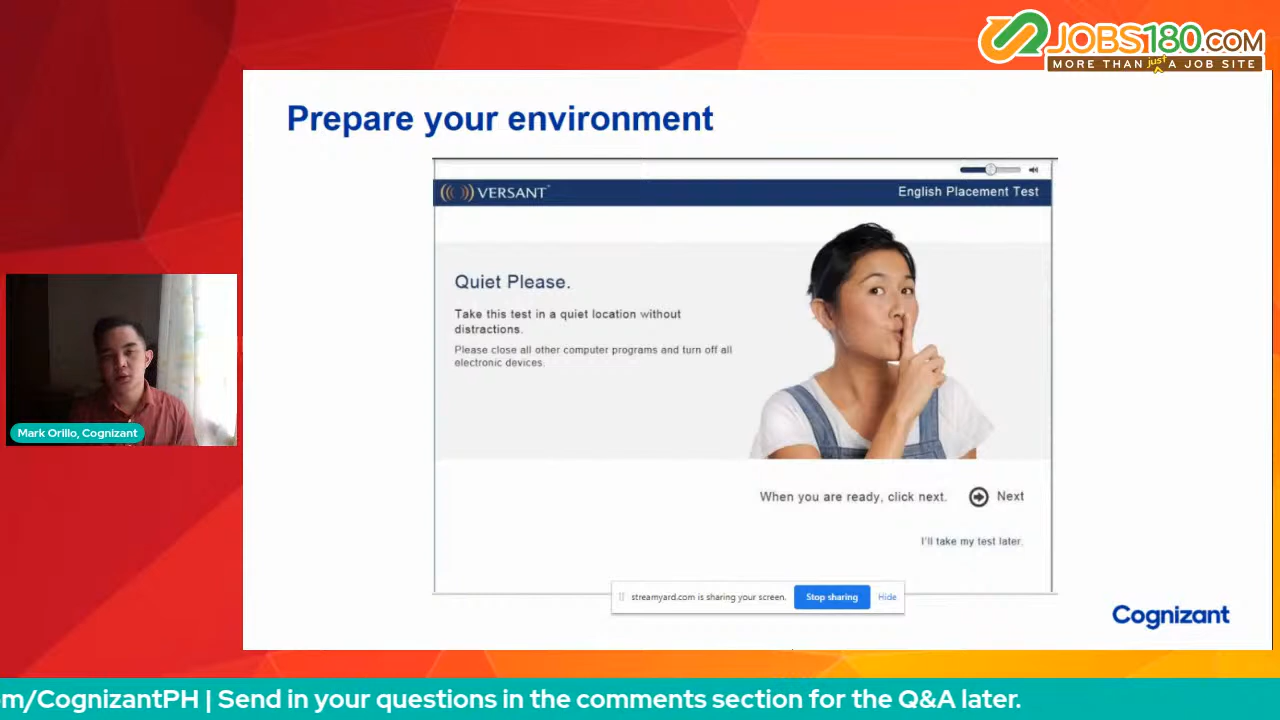 JOBS180.COM
MORE THAN just A JOB SITE
Prepare your environment
VERSANT
English Placement Test
Quiet Please.
Take this test in a quiet location without
distractions.
Please close all other computer programs and turn off all
electronic devices.
When you are ready, click next.
Next
I'll take my test later.
Mark Orillo, Cognizant
streamyard.com is sharing your screen.
Stop sharing
Hide
Cognizant
om/CognizantPH | Send in your questions in the comments section for the Q&A later.